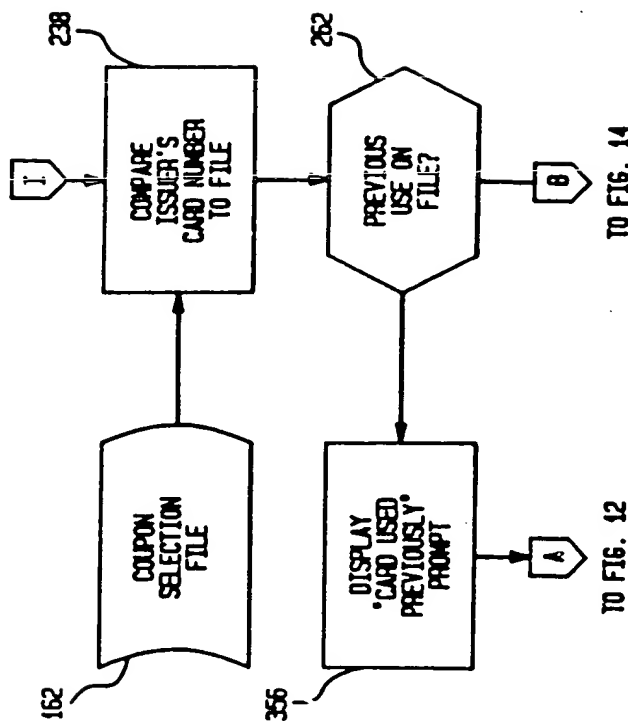 I
238
COMPARE
ISSUER'S
CARD NUMBER
TO FILE
162
COUPON
SELECTION
FILE
262
PREVIOUS
USE ON
FILE?
356
DISPLAY
"CARD USED
PREVIOUSLY"
PROMPT
B
TO FIG. 14
A
TO FIG. 12